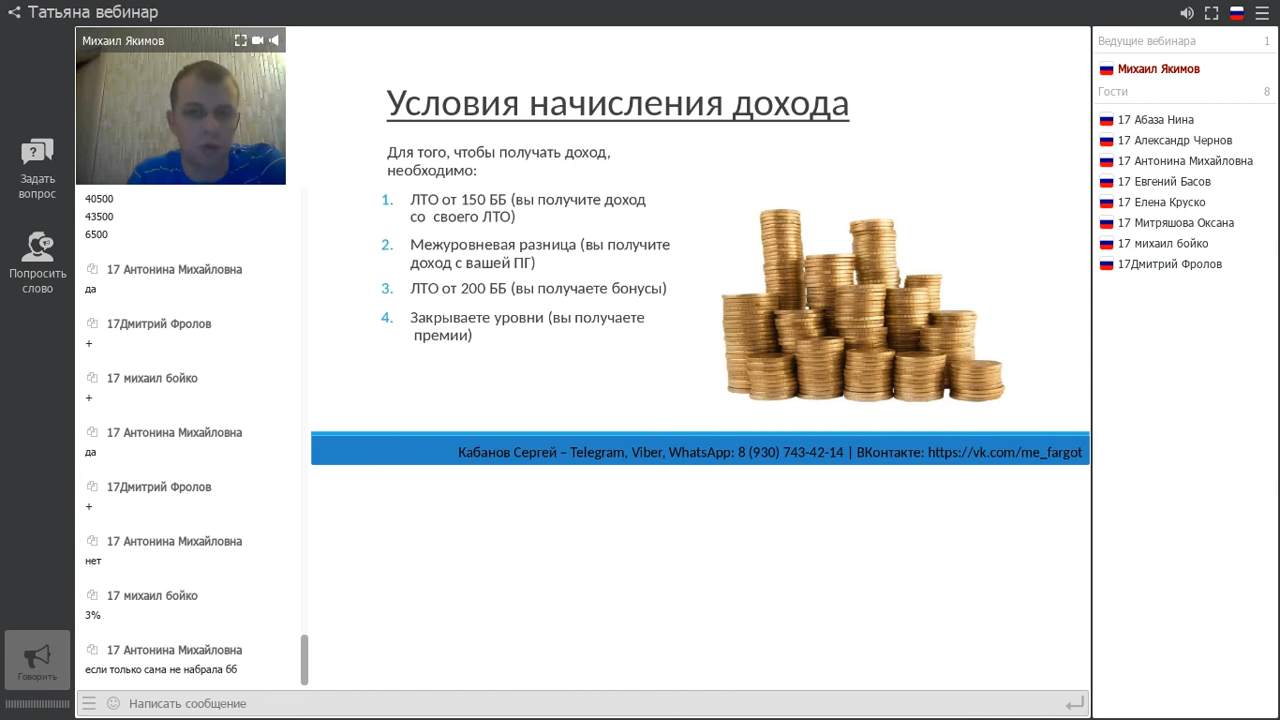 Татьяна вебинар
Михаил Якимов
Задать
вопрос
Попросить
слово
Говорить
40500
43500
6500
17 Антонина Михайловна
да
17Дмитрий Фролов
+
17 михаил бойко
+
17 Антонина Михайловна
да
17Дмитрий Фролов
+
17 Антонина Михайловна
нет
17 михаил бойко
3%
17 Антонина Михайловна
если только сама не набрала бб
Написать сообщение
Условия начисления дохода
Для того, чтобы получать доход,
необходимо:
1. ЛТО от 150 ББ (вы получите доход
со своего ЛТО)
2. Межуровневая разница (вы получите
доход с вашей ПГ)
3. ЛТО от 200 ББ (вы получаете бонусы)
4. Закрываете уровни (вы получаете
премии)
Кабанов Сергей – Telegram, Viber, WhatsApp: 8 (930) 743-42-14 | ВКонтакте: https://vk.com/me_fargot
Ведущие вебинара 1
Михаил Якимов
Гости 8
17 Абаза Нина
17 Александр Чернов
17 Антонина Михайловна
17 Евгений Басов
17 Елена Круско
17 Митряшова Оксана
17 михаил бойко
17Дмитрий Фролов